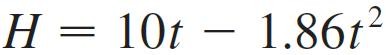 H = 10t − 1.86t²